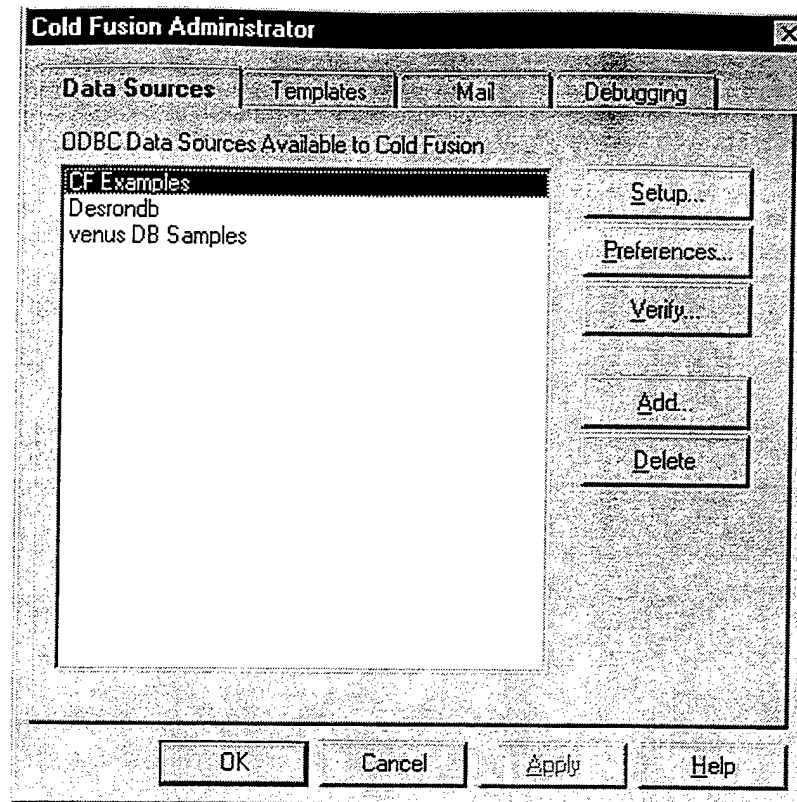 Cold Fusion Administrator
Data Sources Templates Mail Debugging
ODBC Data Sources Available to Cold Fusion
CF Examples
Desrondb
venus DB Samples
Setup...
Preferences...
Verify...
Add...
Delete
OK Cancel Apply Help